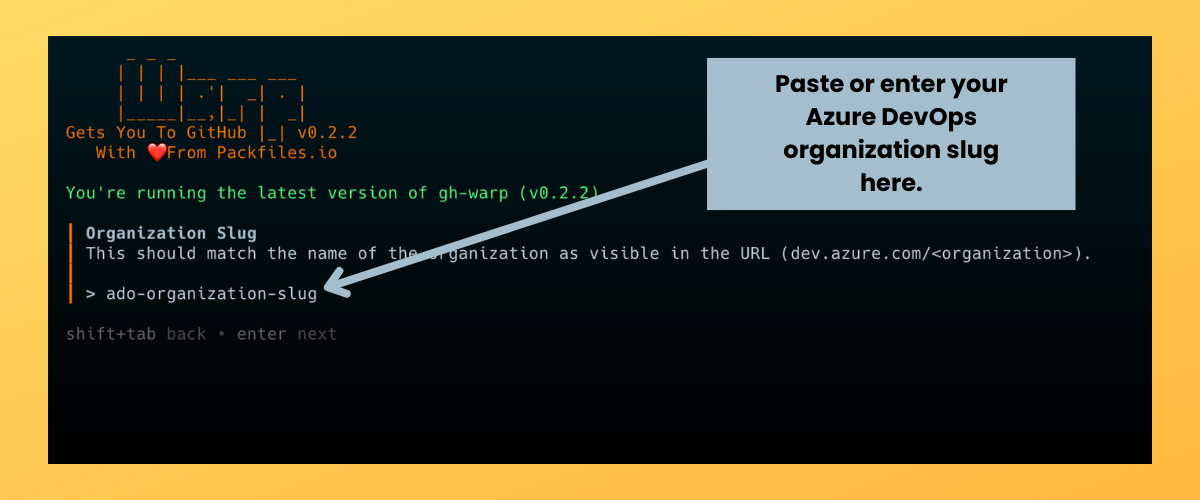 Warp
Gets You To GitHub |_| v0.2.2
With ❤️From Packfiles.io
You're running the latest version of gh-warp (v0.2.2)
Organization Slug
This should match the name of the organization as visible in the URL (dev.azure.com/<organization>).
> ado-organization-slug
shift+tab back • enter next
Paste or enter your
Azure DevOps
organization slug
here.